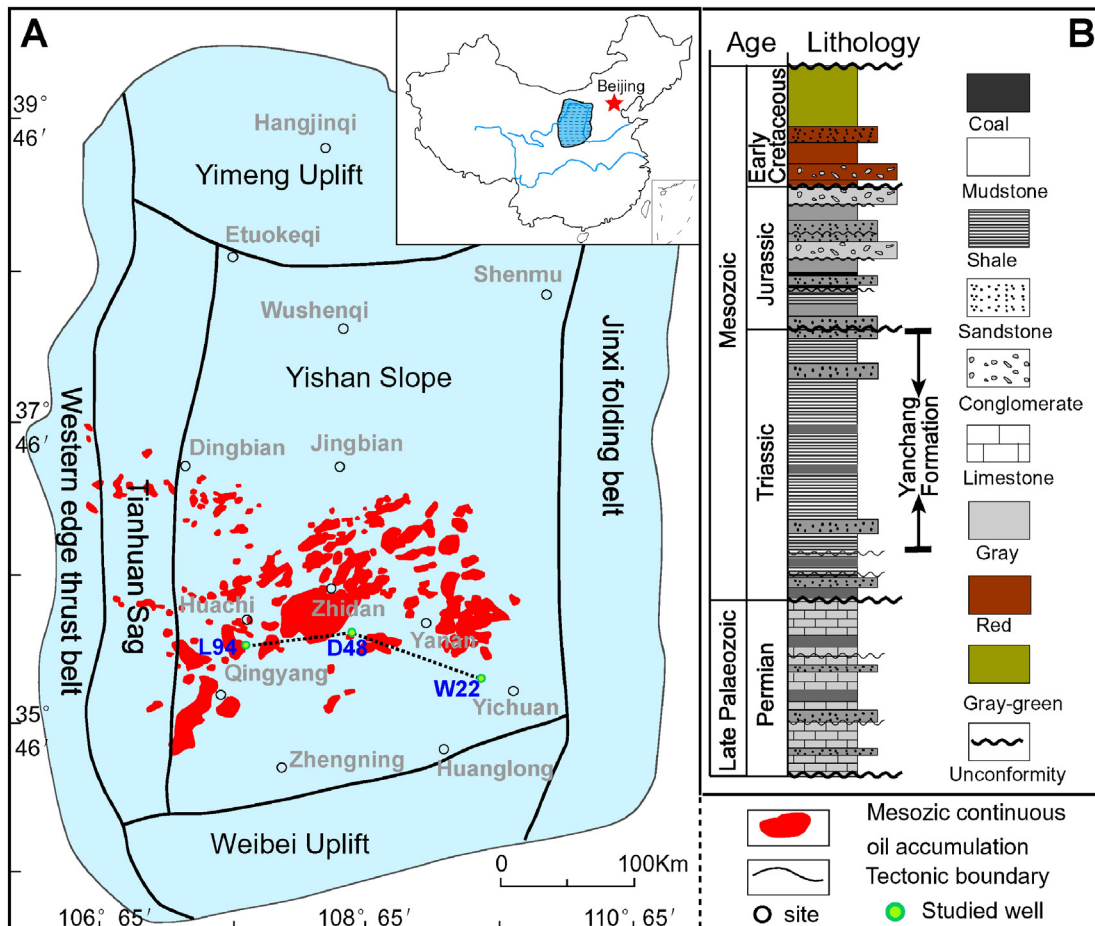 A
39°
46′
37°
46′
35°
46′
106° 65′
108° 65′
110° 65′
Beijing
Hangjinqi
Yimeng Uplift
Etuokeqi
Shenmu
Wushenqi
Yishan Slope
Jinxi folding belt
Western edge thrust belt
Tianhuan Sag
Dingbian
Jingbian
Huachi
Zhidan
Yanan
L94
D48
W22
Qingyang
Yichuan
Zhengning
Huanglong
Weibei Uplift
0
100Km
B
Age
Lithology
Mesozoic
Late Palaeozoic
Early
Cretaceous
Jurassic
Triassic
Permian
Yanchang
Formation
Coal
Mudstone
Shale
Sandstone
Conglomerate
Limestone
Gray
Red
Gray-green
Unconformity
Mesozic continuous
oil accumulation
Tectonic boundary
site
Studied well